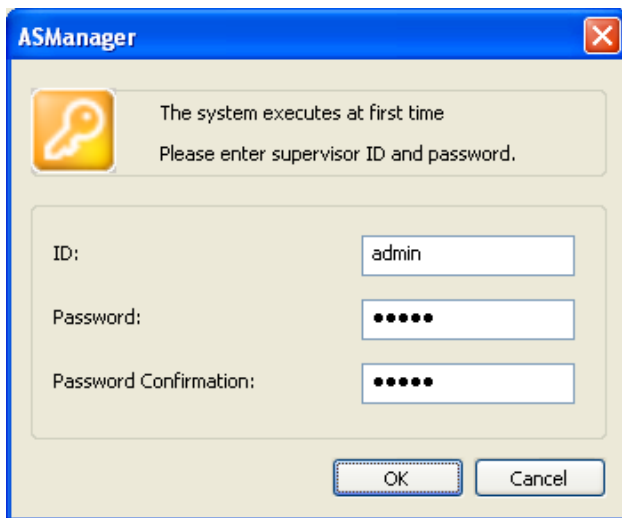 ASManager
The system executes at first time
Please enter supervisor ID and password.
ID:
admin
Password:
●●●●●
Password Confirmation:
●●●●●
OK
Cancel